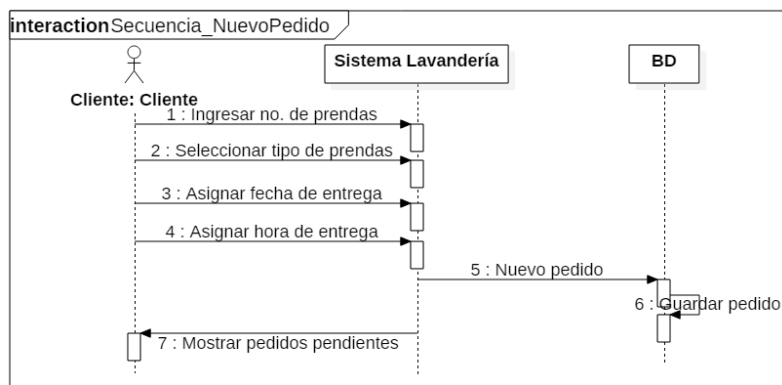 interaction Secuencia_NuevoPedido
Sistema Lavandería
BD
Cliente: Cliente
1 : Ingresar no. de prendas
2 : Seleccionar tipo de prendas
3 : Asignar fecha de entrega
4 : Asignar hora de entrega
5 : Nuevo pedido
6 : Guardar pedido
7 : Mostrar pedidos pendientes